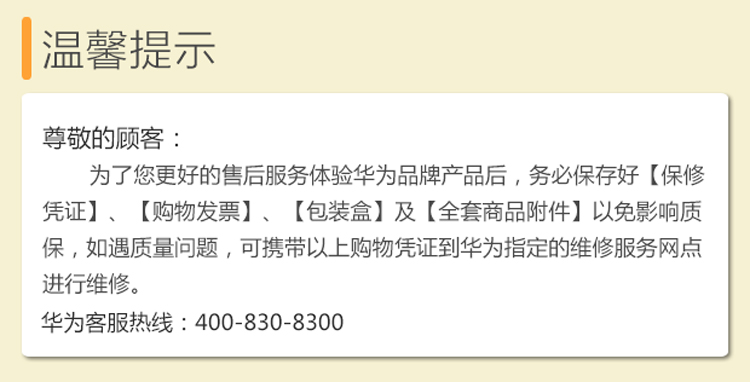 温馨提示
尊敬的顾客：
为了您更好的售后服务体验华为品牌产品后，务必保存好【保修
凭证】、【购物发票】、【包装盒】及【全套商品附件】以免影响质
保，如遇质量问题，可携带以上购物凭证到华为指定的维修服务网点
进行维修。
华为客服热线：400-830-8300